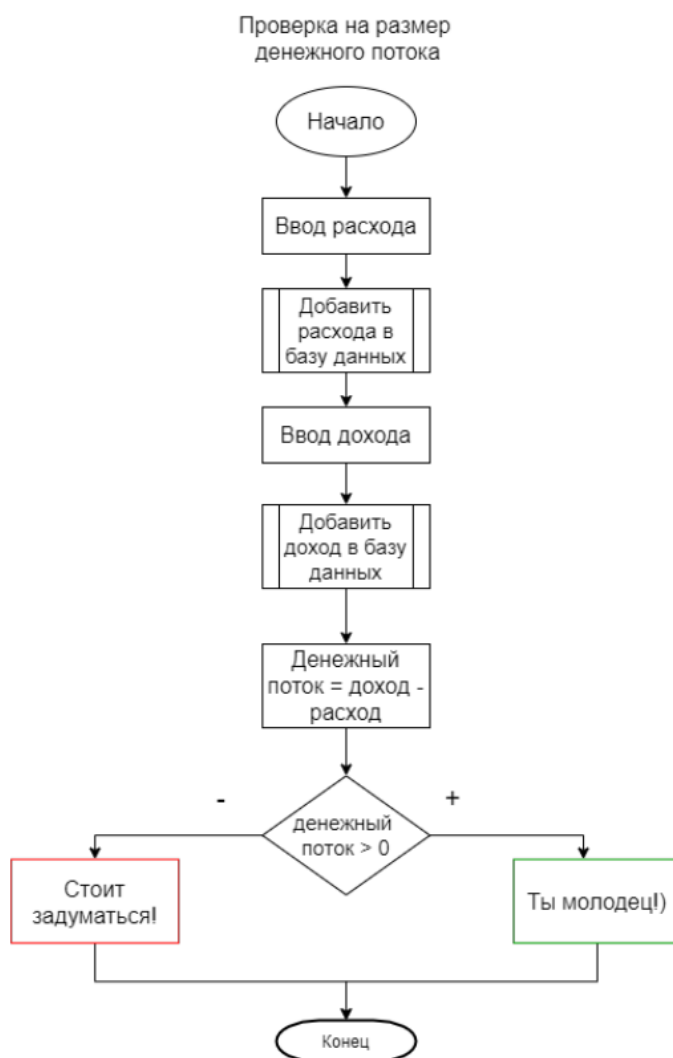 Проверка на размер
денежного потока
Начало
Ввод расхода
Добавить
расхода в
базу данных
Ввод дохода
Добавить
доход в базу
данных
Денежный
поток = доход -
расход
денежный
поток > 0
-
+
Стоит
задуматься!
Ты молодец!)
Конец